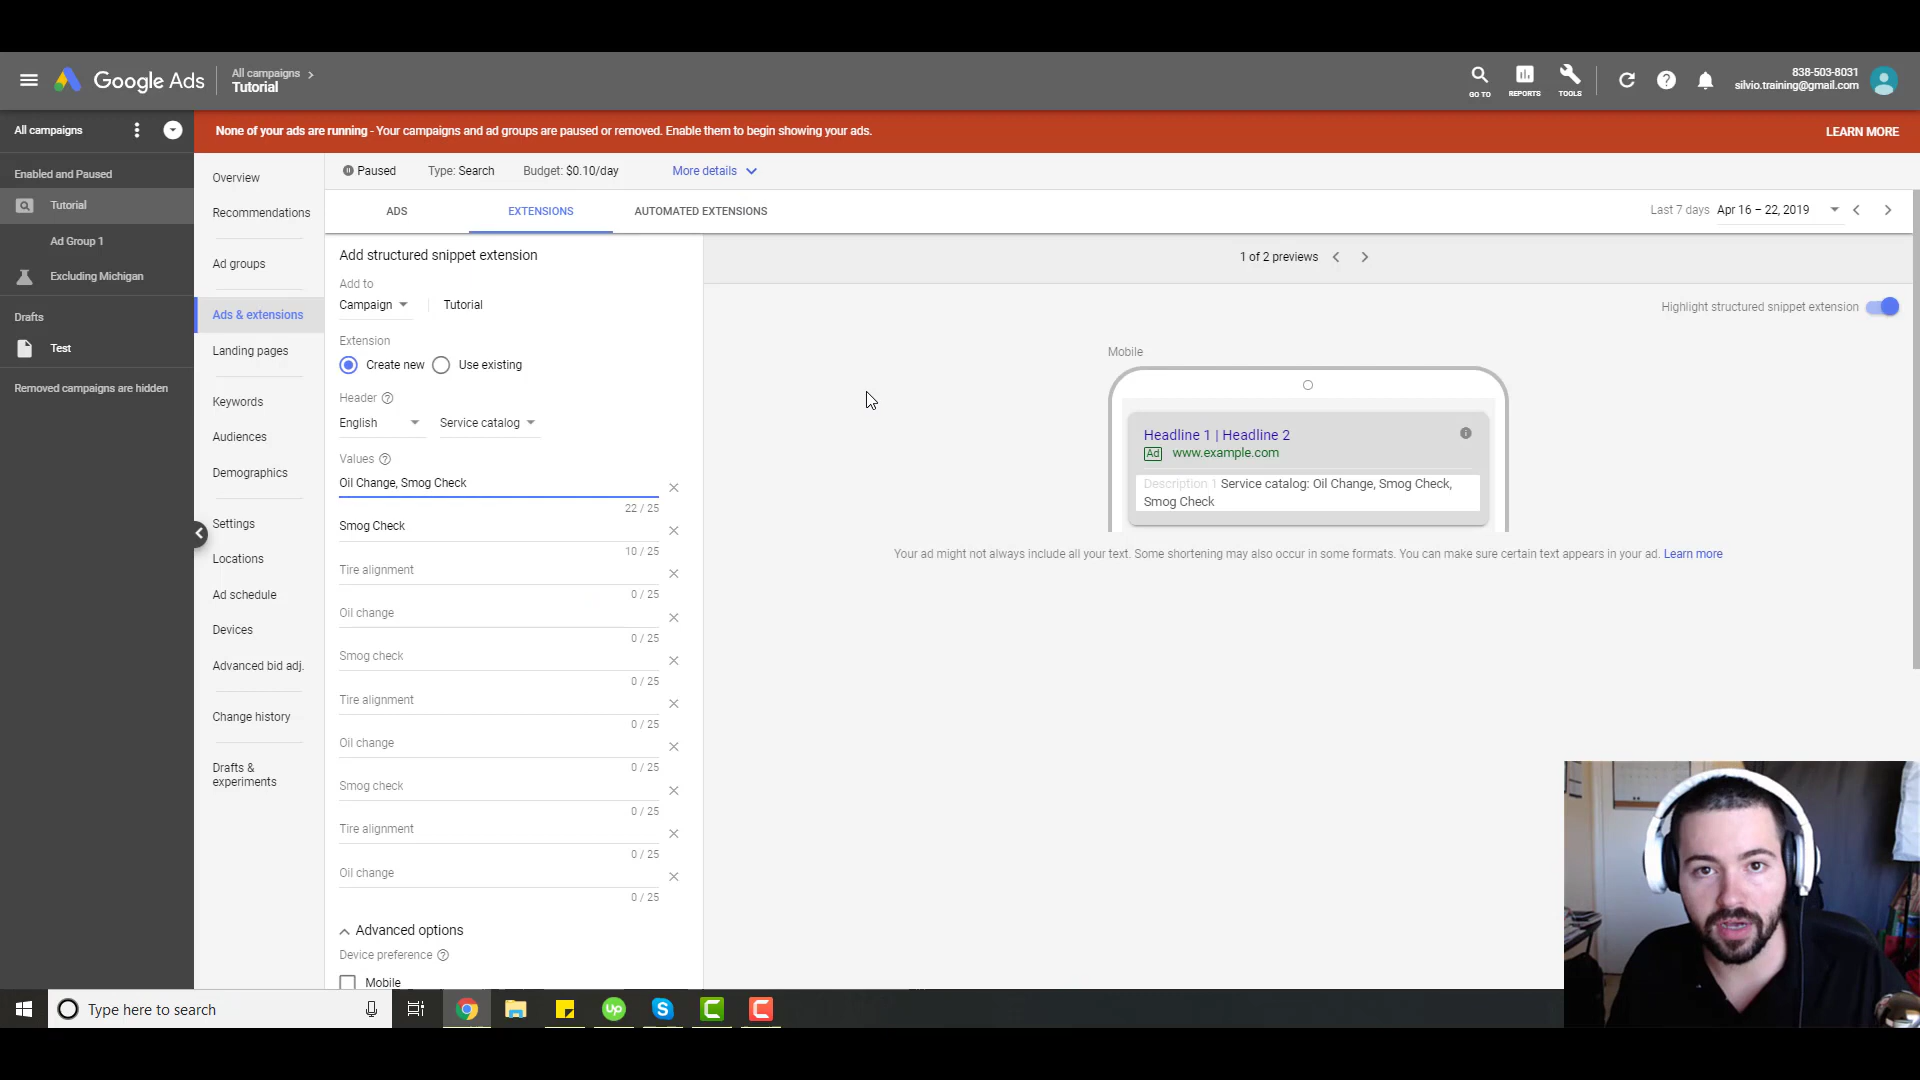 Google Ads
All campaigns >
Tutorial
GO TO
REPORTS
TOOLS
838-503-8031
silvio.training@gmail.com
All campaigns
None of your ads are running - Your campaigns and ad groups are paused or removed. Enable them to begin showing your ads.
LEARN MORE
Enabled and Paused
Tutorial
Ad Group 1
Excluding Michigan
Drafts
Test
Removed campaigns are hidden
Overview
Recommendations
Ad groups
Ads & extensions
Landing pages
Keywords
Audiences
Demographics
Settings
Locations
Ad schedule
Devices
Advanced bid adj.
Change history
Drafts &
experiments
Paused
Type: Search
Budget: $0.10/day
More details
ADS
EXTENSIONS
AUTOMATED EXTENSIONS
Last 7 days Apr 16 – 22, 2019
Add structured snippet extension
Add to
Campaign
Tutorial
Extension
Create new
Use existing
Header
English
Service catalog
Values
Oil Change, Smog Check
22 / 25
Smog Check
10 / 25
Tire alignment
0 / 25
Oil change
0 / 25
Smog check
0 / 25
Tire alignment
0 / 25
Oil change
0 / 25
Smog check
0 / 25
Tire alignment
0 / 25
Oil change
0 / 25
Advanced options
Device preference
Mobile
1 of 2 previews
Highlight structured snippet extension
Mobile
Headline 1 | Headline 2
Ad www.example.com
Description 1 Service catalog: Oil Change, Smog Check,
Smog Check
Your ad might not always include all your text. Some shortening may also occur in some formats. You can make sure certain text appears in your ad. Learn more
Type here to search
Up